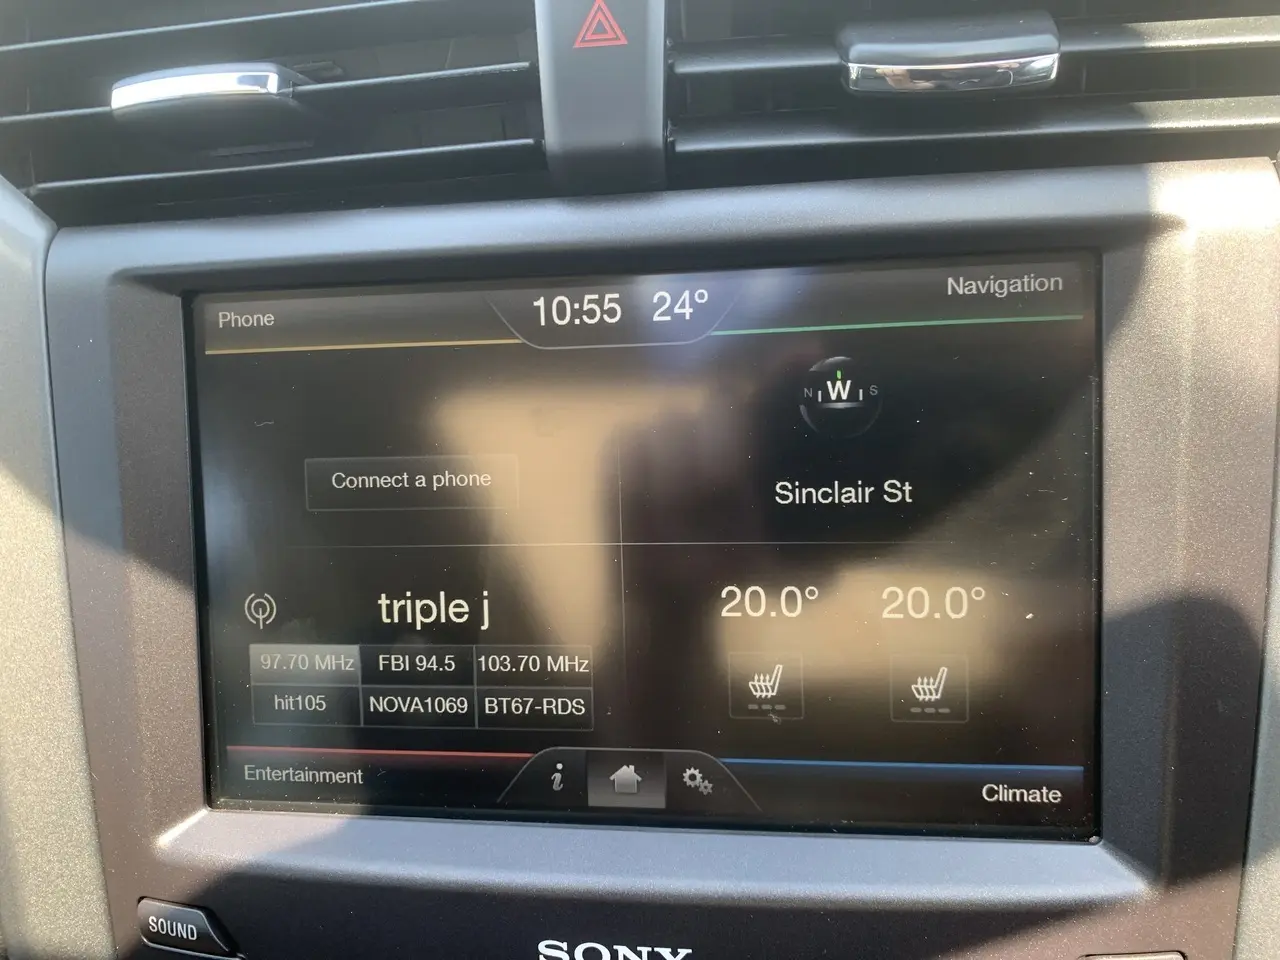 Phone
10:55 24°
Navigation
N W S
Connect a phone
Sinclair St
triple j
20.0° 20.0°
97.70 MHz FBI 94.5 103.70 MHz
hit105 NOVA1069 BT67-RDS
Entertainment
i
Climate
SOUND
SONY